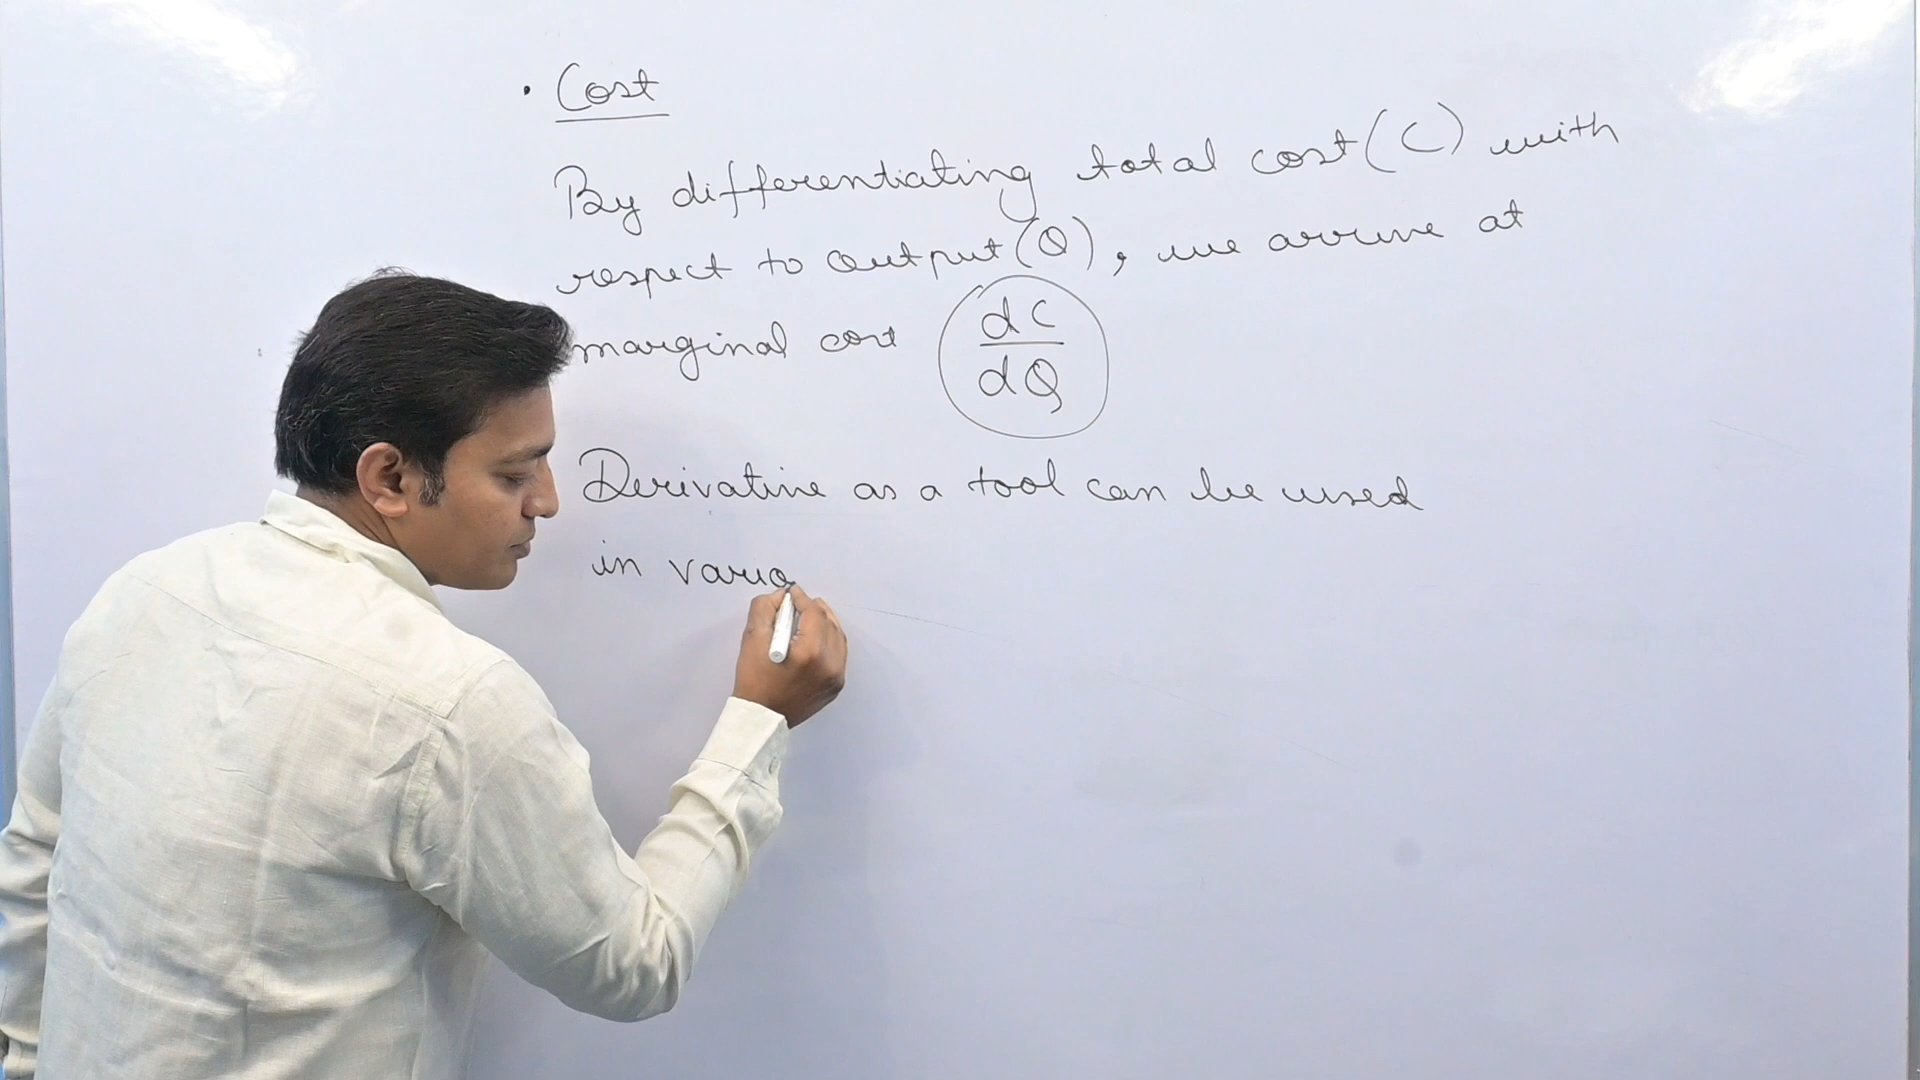 • Cost
By differentiating total cost (C) with
respect to output (Q), we arrive at
marginal cost dC/dQ
Derivative as a tool can be used
in vario